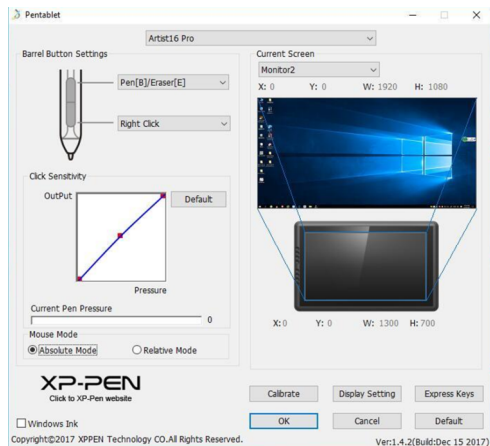 Pentablet
Artist16 Pro
Barrel Button Settings
Pen[B]/Eraser[E]
Right Click
Click Sensitivity
OutPut
Default
Pressure
Current Pen Pressure
0
Mouse Mode
Absolute Mode
Relative Mode
XP-PEN
Click to XP-Pen website
Windows Ink
Copyright©2017 XPPEN Technology CO.All Rights Reserved.
Current Screen
Monitor2
X: 0 Y: 0 W: 1920 H: 1080
X: 0 Y: 0 W: 1300 H: 700
Calibrate
Display Setting
Express Keys
OK
Cancel
Default
Ver:1.4.2(Build:Dec 15 2017)